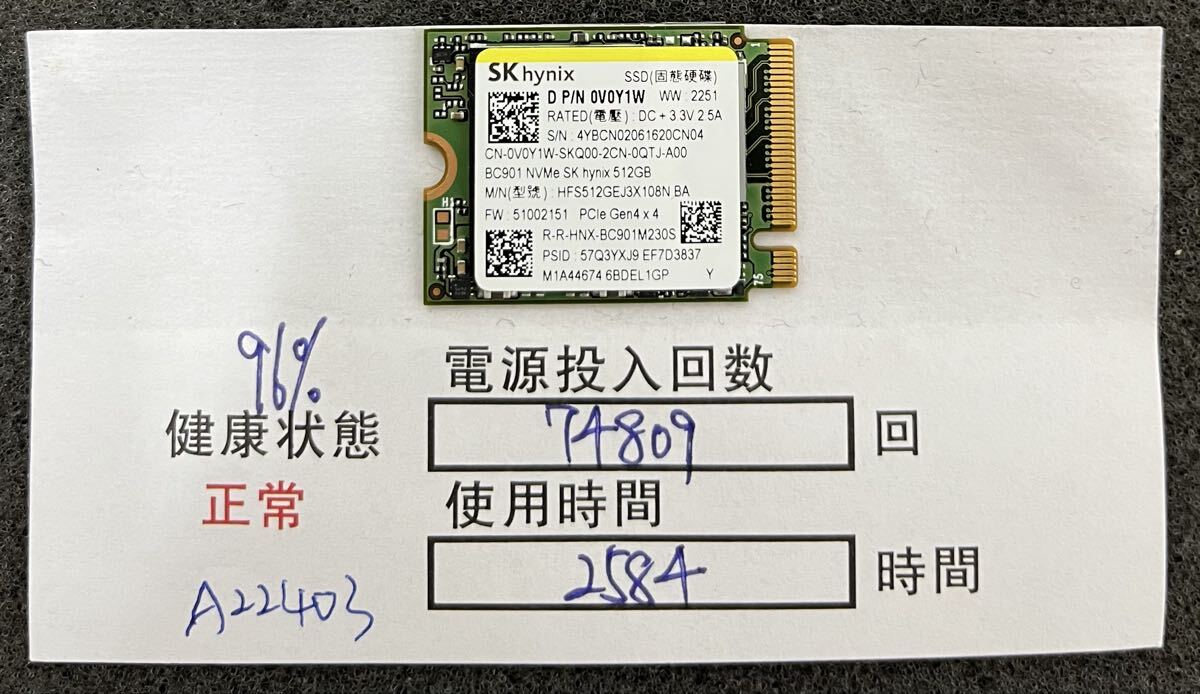 SK hynix SSD(固態硬碟)
D P/N 0V0Y1W WW : 2251
RATED(電壓) : DC + 3.3V 2.5A
S/N : 4YBCN02061620CN04
CN-0V0Y1W-SKQ00-2CN-0QTJ-A00
BC901 NVMe SK hynix 512GB
M/N(型號) : HFS512GEJ3X108N BA
FW : 51002151 PCIe Gen4 x 4
R-R-HNX-BC901M230S
PSID : 57Q3YXJ9 EF7D3837
M1A44674 6BDEL1GP Y
H1
1
75
96%
健康状態
正常
A22403
電源投入回数
74809 回
使用時間
2584 時間